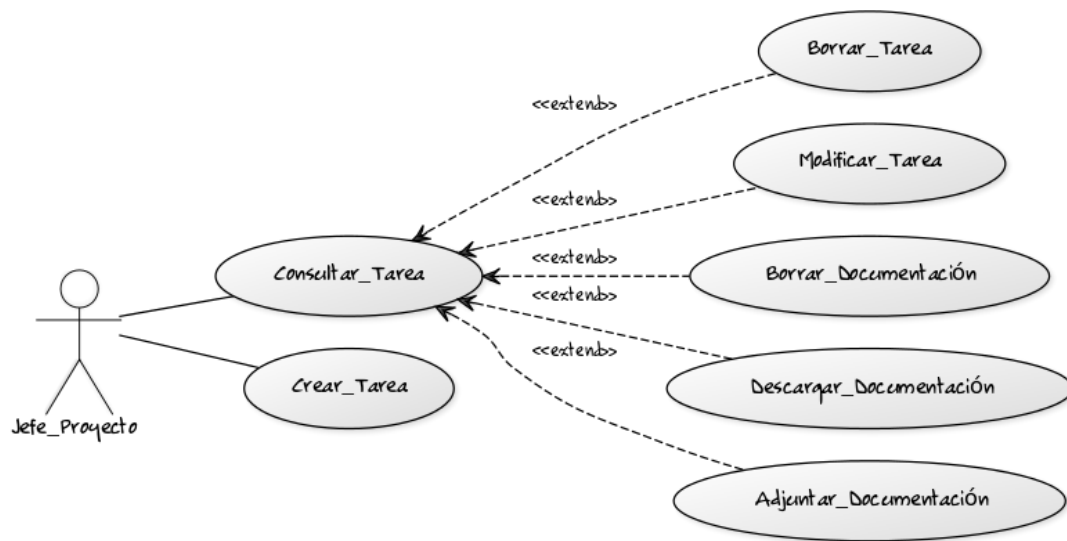 Borrar_Tarea
<<extend>>
Modificar_Tarea
<<extend>>
<<extend>>
Consultar_Tarea
Borrar_Documentación
<<extend>>
<<extend>>
Crear_Tarea
Descargar_Documentación
Jefe_Proyecto
Adjuntar_Documentación